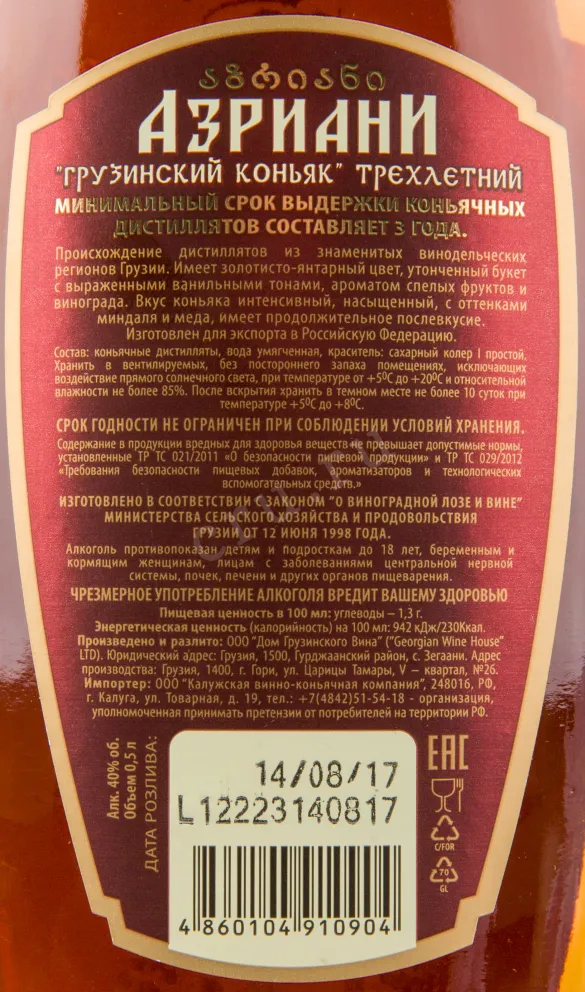 აზრიანი
АЗРИАНИ
"ГРУЗИНСКИЙ КОНЬЯК" ТРЕХЛЕТНИЙ
МИНИМАЛЬНЫЙ СРОК ВЫДЕРЖКИ КОНЬЯЧНЫХ
ДИСТИЛЛЯТОВ СОСТАВЛЯЕТ 3 ГОДА.
Происхождение дистиллятов из знаменитых винодельческих
регионов Грузии. Имеет золотисто-янтарный цвет, утонченный букет
с выраженными ванильными тонами, ароматом спелых фруктов и
винограда. Вкус коньяка интенсивный, насыщенный, с оттенками
миндаля и меда, имеет продолжительное послевкусие.
Изготовлен для экспорта в Российскую Федерацию.
Состав: коньячные дистилляты, вода умягченная, краситель: сахарный колер I простой.
Хранить в вентилируемых, без постороннего запаха помещениях, исключающих
воздействие прямого солнечного света, при температуре от +5⁰С до +20⁰С и относительной
влажности не более 85%. После вскрытия хранить в темном месте не более 10 суток при
температуре +5⁰С до +8⁰С.
СРОК ГОДНОСТИ НЕ ОГРАНИЧЕН ПРИ СОБЛЮДЕНИИ УСЛОВИЙ ХРАНЕНИЯ.
Содержание в продукции вредных для здоровья веществ не превышает допустимые нормы,
установленные ТР ТС 021/2011 «О безопасности пищевой продукции» и ТР ТС 029/2012
«Требования безопасности пищевых добавок, ароматизаторов и технологических
вспомогательных средств.»
ИЗГОТОВЛЕНО В СООТВЕТСТВИИ С ЗАКОНОМ "О ВИНОГРАДНОЙ ЛОЗЕ И ВИНЕ"
МИНИСТЕРСТВА СЕЛЬСКОГО ХОЗЯЙСТВА И ПРОДОВОЛЬСТВИЯ
ГРУЗИИ ОТ 12 ИЮНЯ 1998 ГОДА.
Алкоголь противопоказан детям и подросткам до 18 лет, беременным и
кормящим женщинам, лицам с заболеваниями центральной нервной
системы, почек, печени и других органов пищеварения.
ЧРЕЗМЕРНОЕ УПОТРЕБЛЕНИЕ АЛКОГОЛЯ ВРЕДИТ ВАШЕМУ ЗДОРОВЬЮ
Пищевая ценность в 100 мл: углеводы – 1,3 г.
Энергетическая ценность (калорийность) на 100 мл: 942 кДж/230Ккал.
Произведено и разлито: ООО "Дом Грузинского Вина" ("Georgian Wine House"
LTD). Юридический адрес: Грузия, 1500, Гурджаанский район, с. Зегаани. Адрес
производства: Грузия, 1400, г. Гори, ул. Царицы Тамары, V – квартал, №26.
Импортер: ООО "Калужская винно-коньячная компания", 248016, РФ,
г. Калуга, ул. Товарная, д. 19, тел.: +7(4842)51-54-18 - организация,
уполномоченная принимать претензии от потребителей на территории РФ.
Алк. 40% об.
Объем 0,5 л
ДАТА РОЗЛИВА:
14/08/17
L12223140817
4 860104 910904
EAC
C/FOR
70
GL